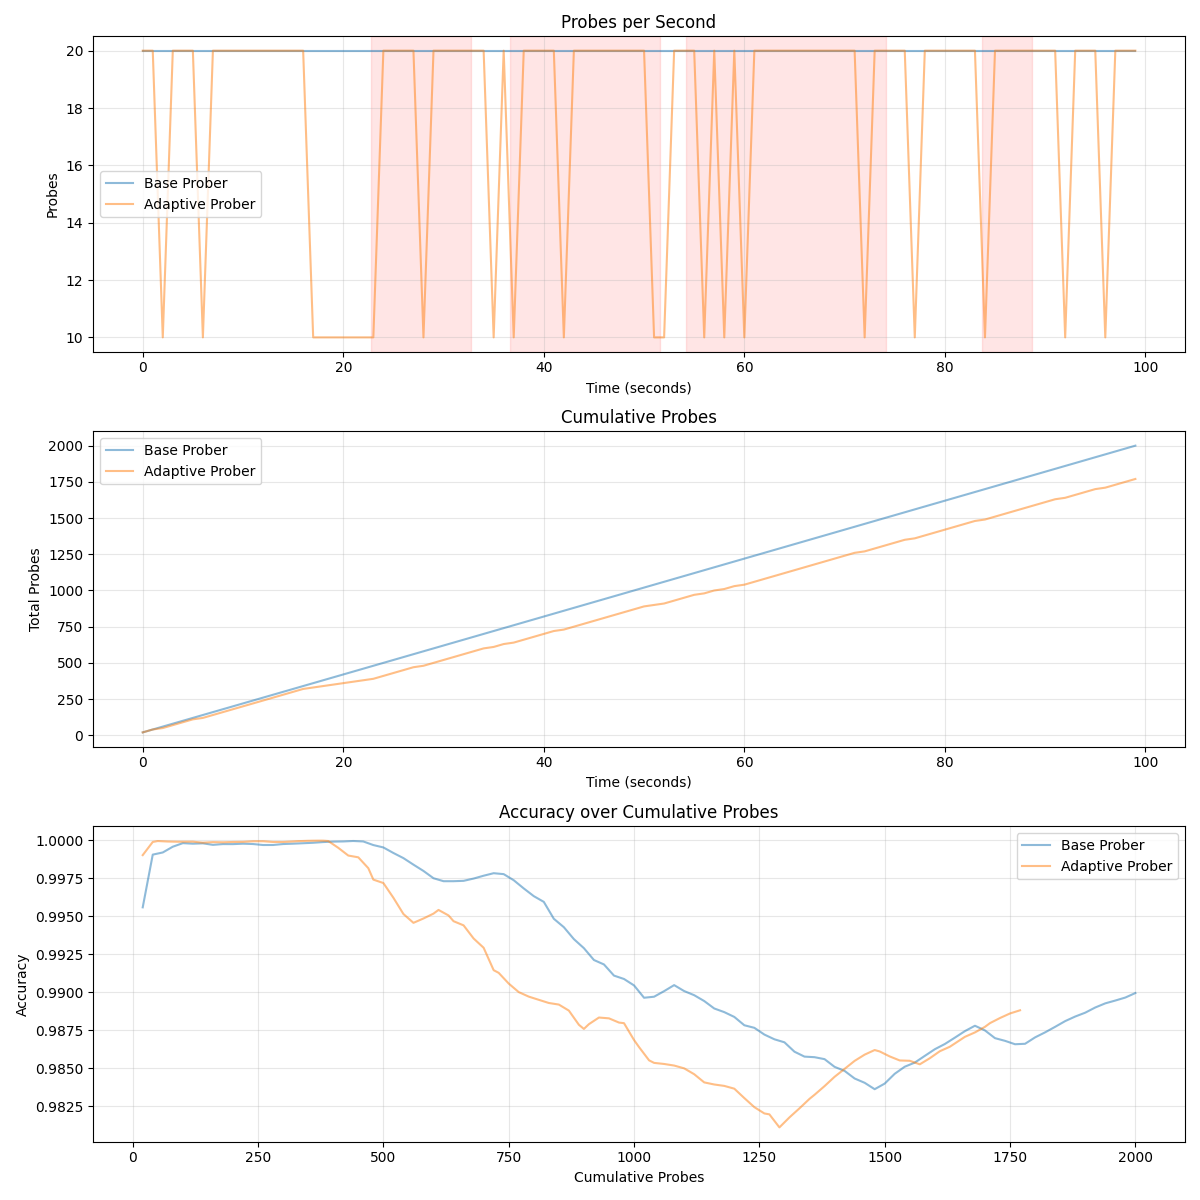 Probes per Second
Probes
20
18
16
14
12
10
Base Prober
Adaptive Prober
0 20 40 60 80 100
Time (seconds)
Cumulative Probes
Total Probes
2000
1750
1500
1250
1000
750
500
250
0
Base Prober
Adaptive Prober
0 20 40 60 80 100
Time (seconds)
Accuracy over Cumulative Probes
Accuracy
1.0000
0.9975
0.9950
0.9925
0.9900
0.9875
0.9850
0.9825
Base Prober
Adaptive Prober
0 250 500 750 1000 1250 1500 1750 2000
Cumulative Probes